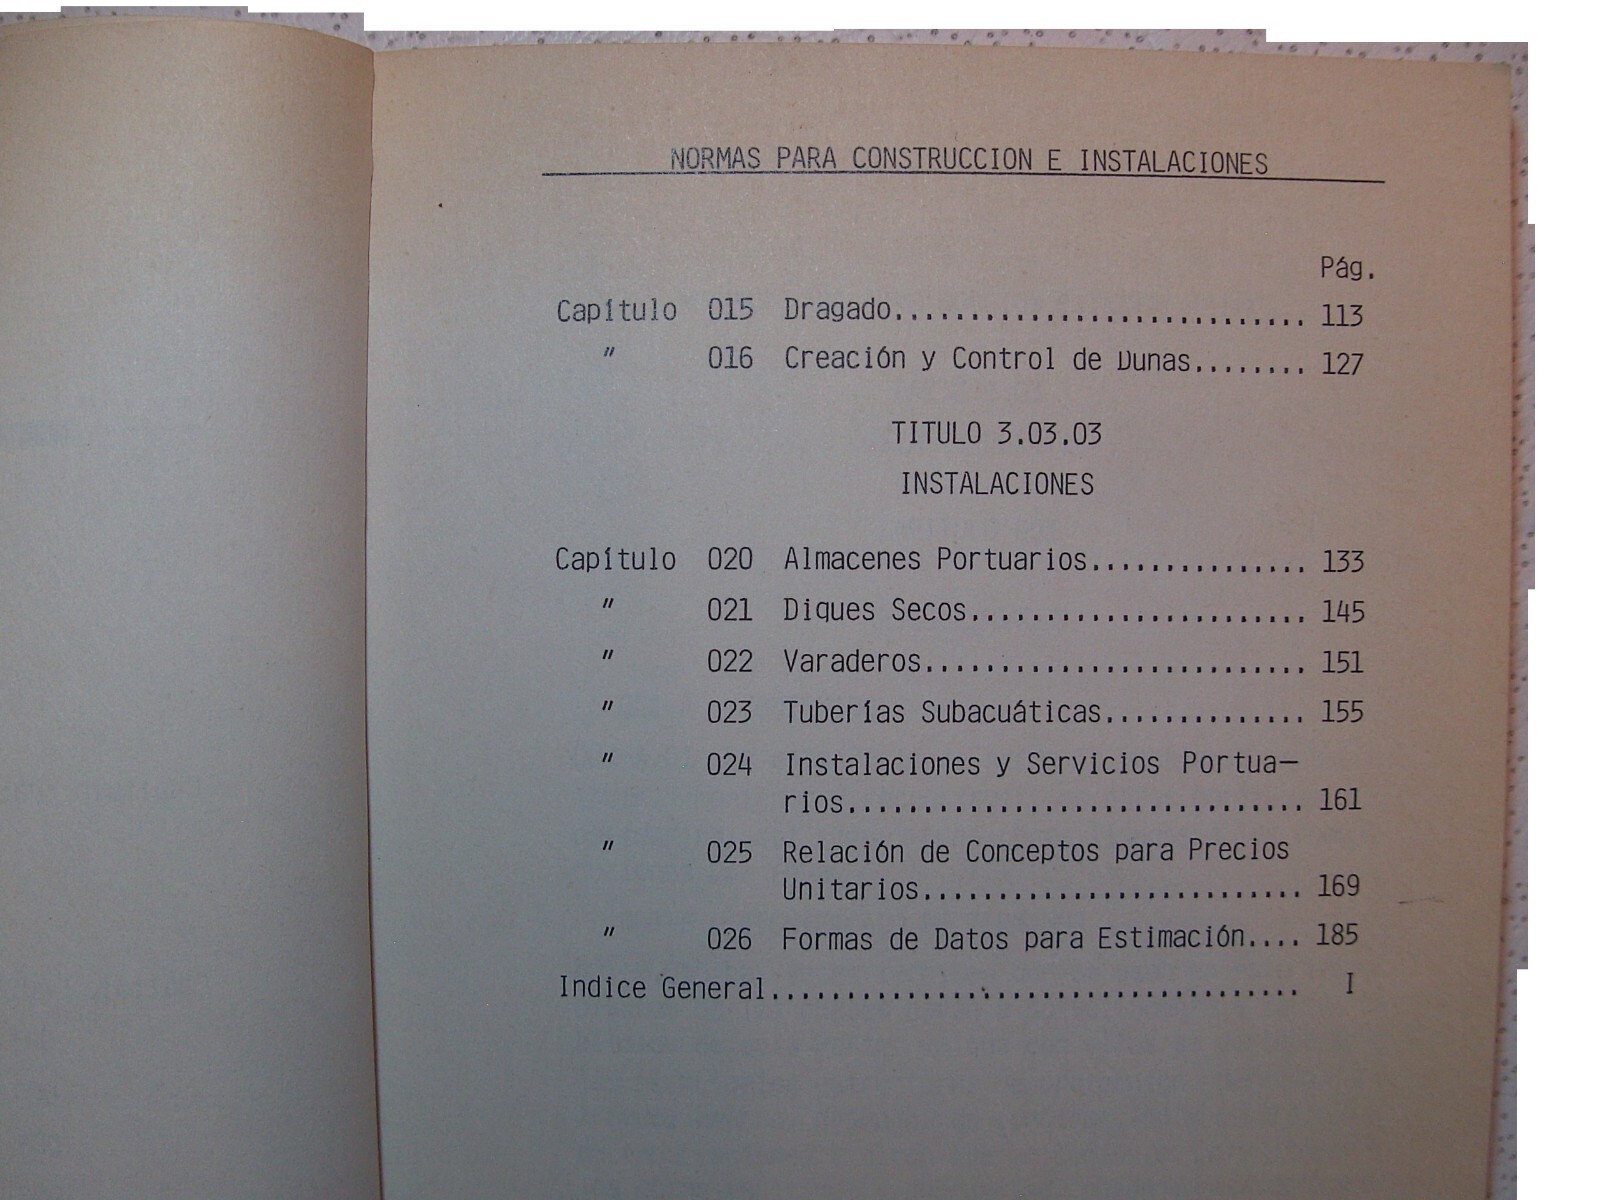 NORMAS PARA CONSTRUCCION E INSTALACIONES
Pág.
Capítulo 015 Dragado........................... 113
" 016 Creación y Control de Dunas........ 127
TITULO 3.03.03
INSTALACIONES
Capítulo 020 Almacenes Portuarios.............. 133
" 021 Diques Secos...................... 145
" 022 Varaderos......................... 151
" 023 Tuberías Subacuáticas............. 155
" 024 Instalaciones y Servicios Portua—
rios.............................. 161
" 025 Relación de Conceptos para Precios
Unitarios......................... 169
" 026 Formas de Datos para Estimación.... 185
Indice General................................... I